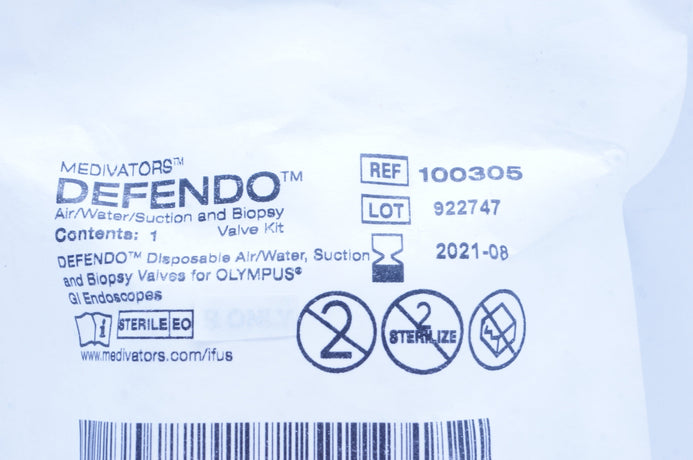 MEDIVATORS™
DEFENDO™
Air/Water/Suction and Biopsy
Valve Kit
Contents: 1
DEFENDO™ Disposable Air/Water, Suction
and Biopsy Valves for OLYMPUS®
GI Endoscopes
i STERILE EO
www.medivators.com/ifus
REF 100305
LOT 922747
2021-08
2
2
STERILIZE